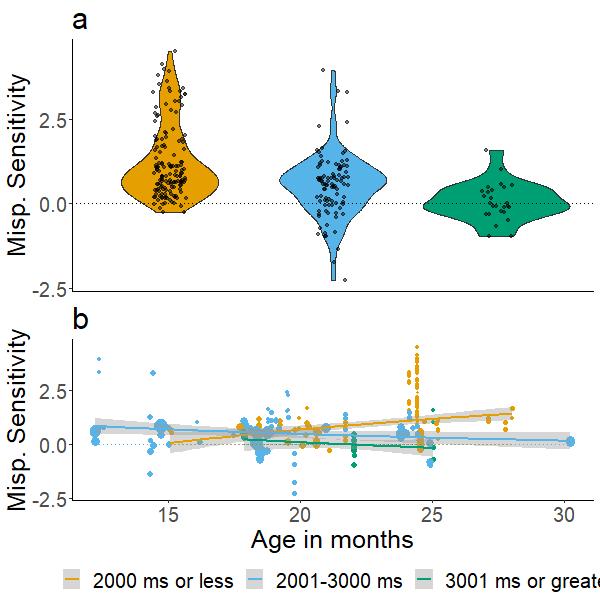 a
Misp. Sensitivity
2.5
0.0
-2.5
b
Misp. Sensitivity
2.5
0.0
-2.5
15 20 25 30
Age in months
2000 ms or less 2001-3000 ms 3001 ms or greate